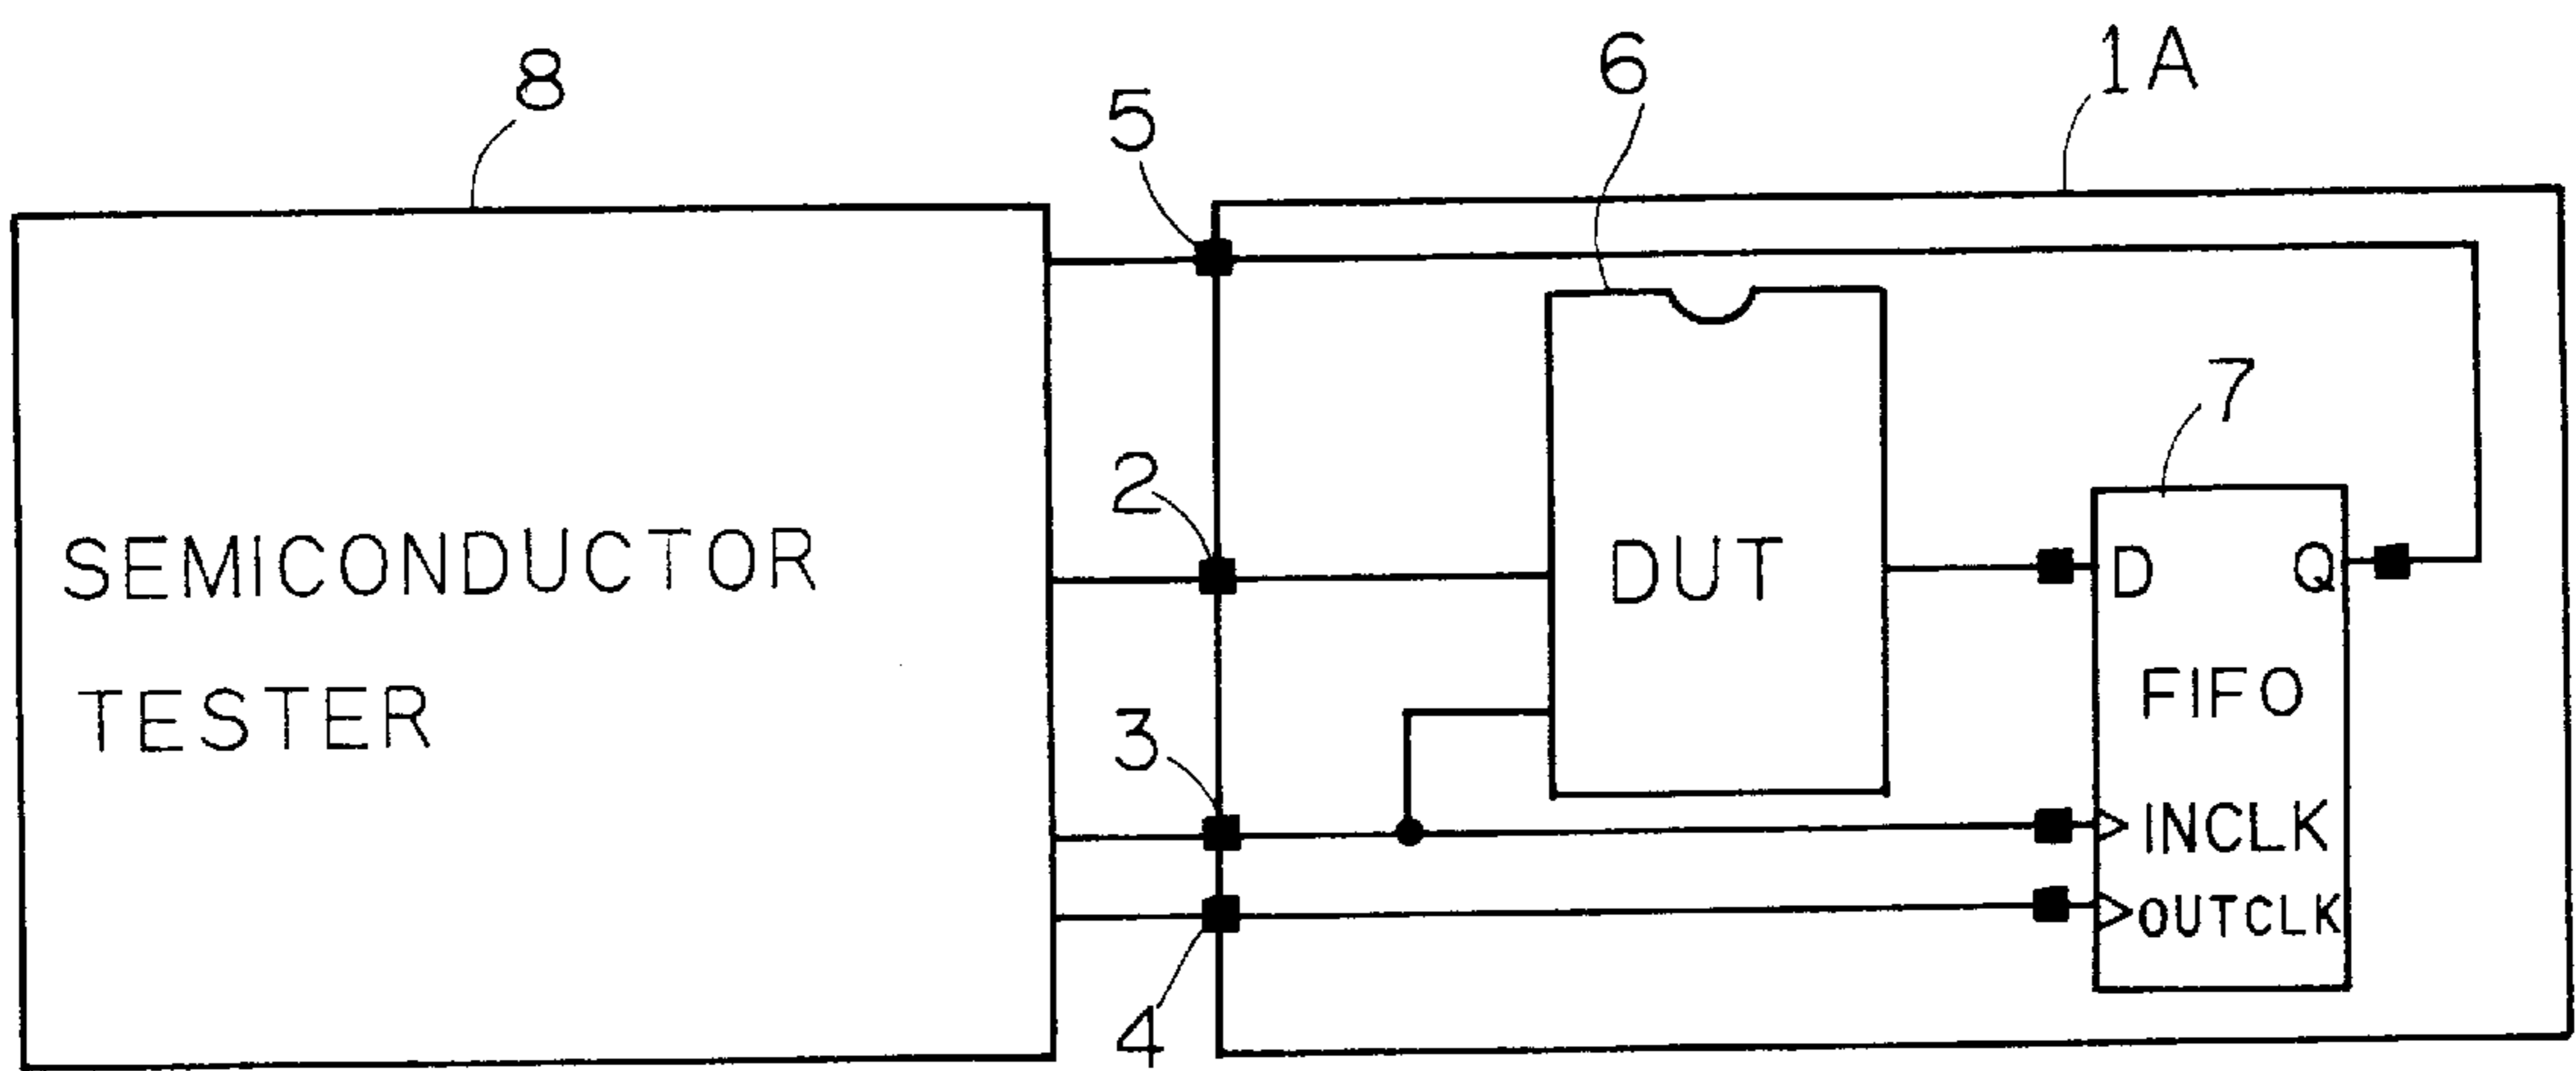 8
5
6
1A
7
2
SEMICONDUCTOR
TESTER
DUT
D
Q
FIFO
3
INCLK
OUTCLK
4